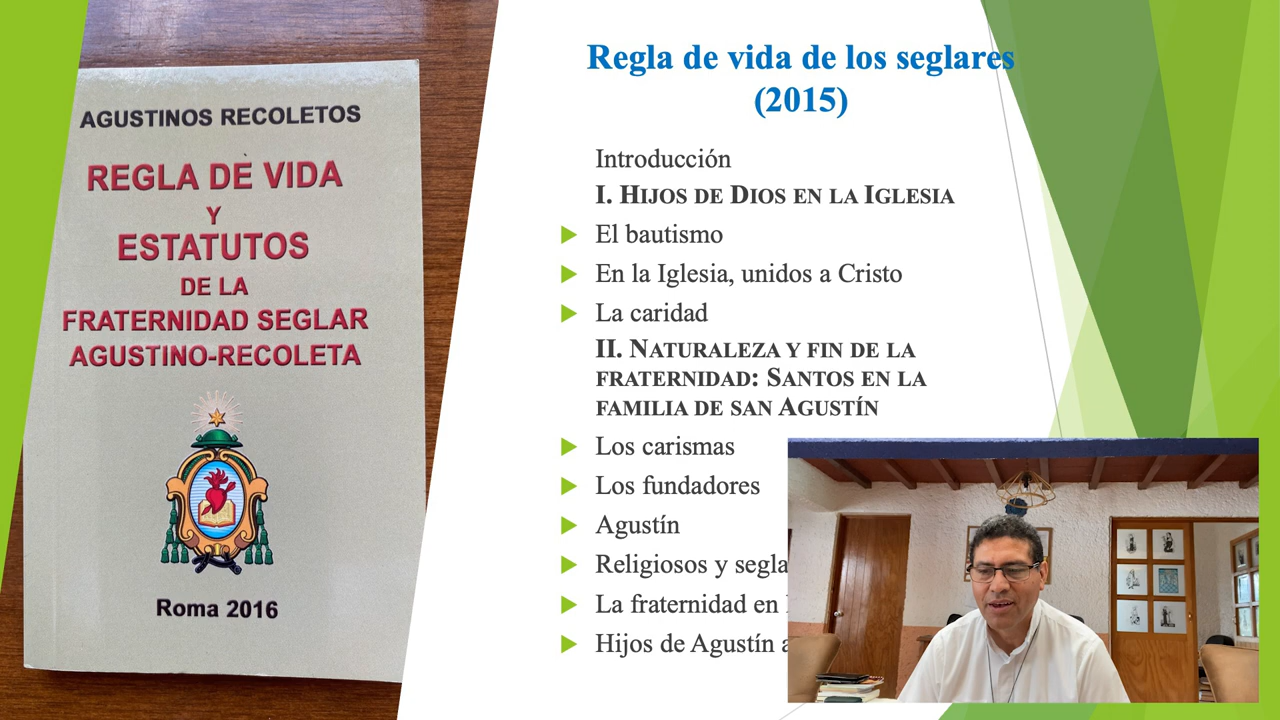 AGUSTINOS RECOLETOS
REGLA DE VIDA
Y
ESTATUTOS
DE LA
FRATERNIDAD SEGLAR
AGUSTINO-RECOLETA
Roma 2016
Regla de vida de los seglares
(2015)
Introducción
I. HIJOS DE DIOS EN LA IGLESIA
El bautismo
En la Iglesia, unidos a Cristo
La caridad
II. NATURALEZA Y FIN DE LA
FRATERNIDAD: SANTOS EN LA
FAMILIA DE SAN AGUSTÍN
Los carismas
Los fundadores
Agustín
Religiosos y
La fraternidad en
Hijos de Agustín